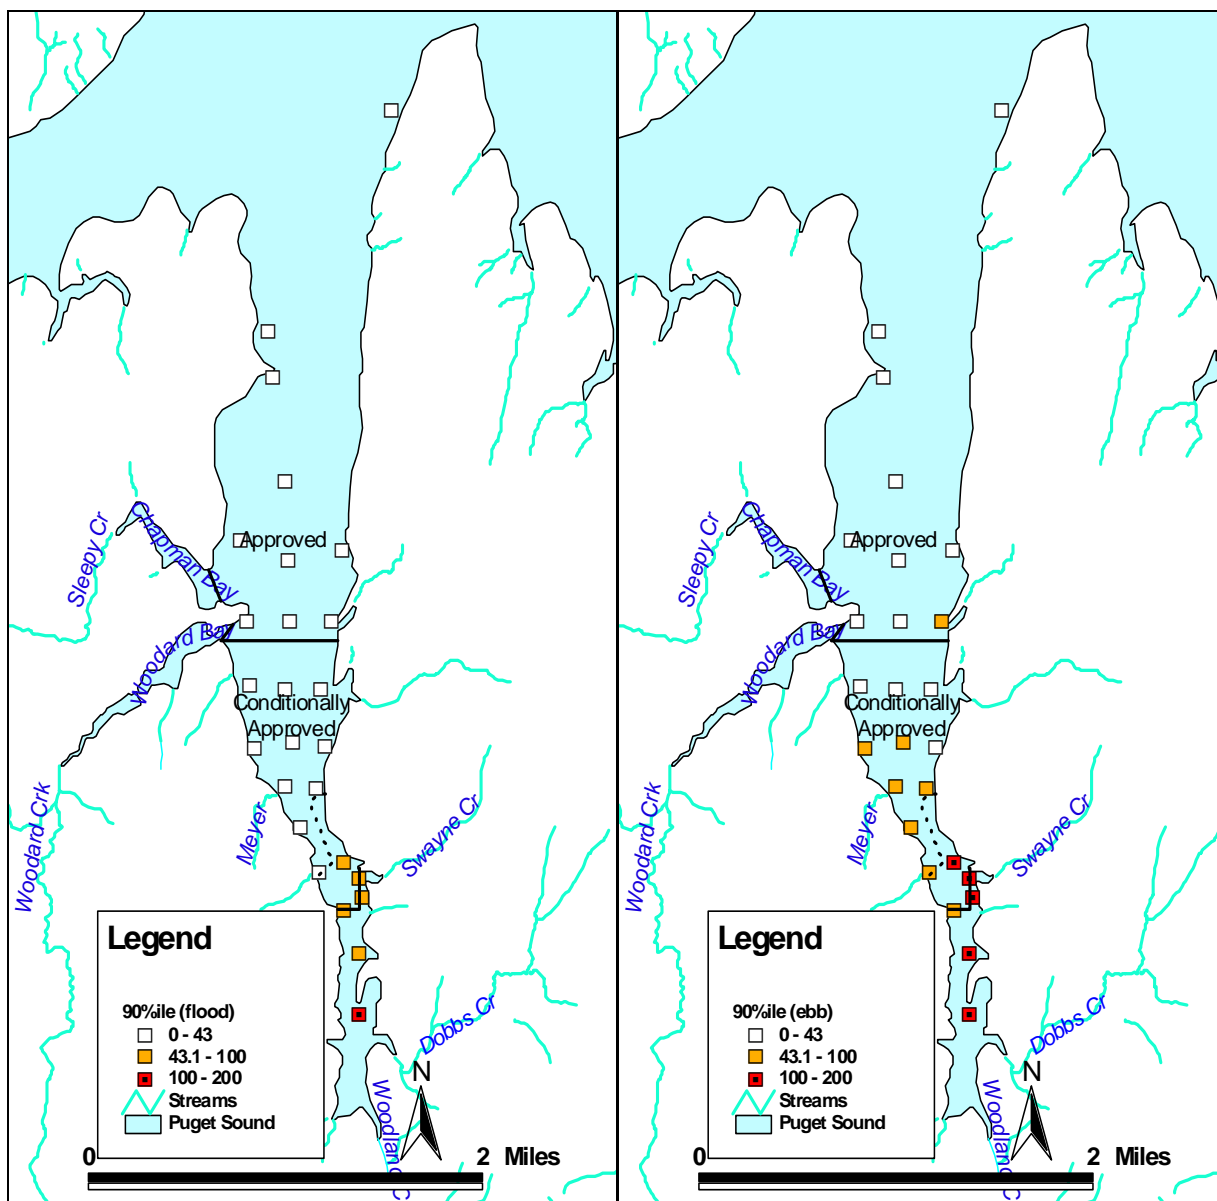 Approved
Sleepy Cr
Chapman Bay
Woodard Bay
Conditionally
Approved
Woodard Crk
Meyer
Swayne Cr
Legend
90%ile (flood)
0 - 43
43.1 - 100
100 - 200
Streams
Puget Sound
Dobbs Cr
N
Woodland C
0
2 Miles
Approved
Sleepy Cr
Chapman Bay
Woodard Bay
Conditionally
Approved
Woodard Crk
Meyer
Swayne Cr
Legend
90%ile (ebb)
0 - 43
43.1 - 100
100 - 200
Streams
Puget Sound
Dobbs Cr
N
Woodland C
0
2 Miles